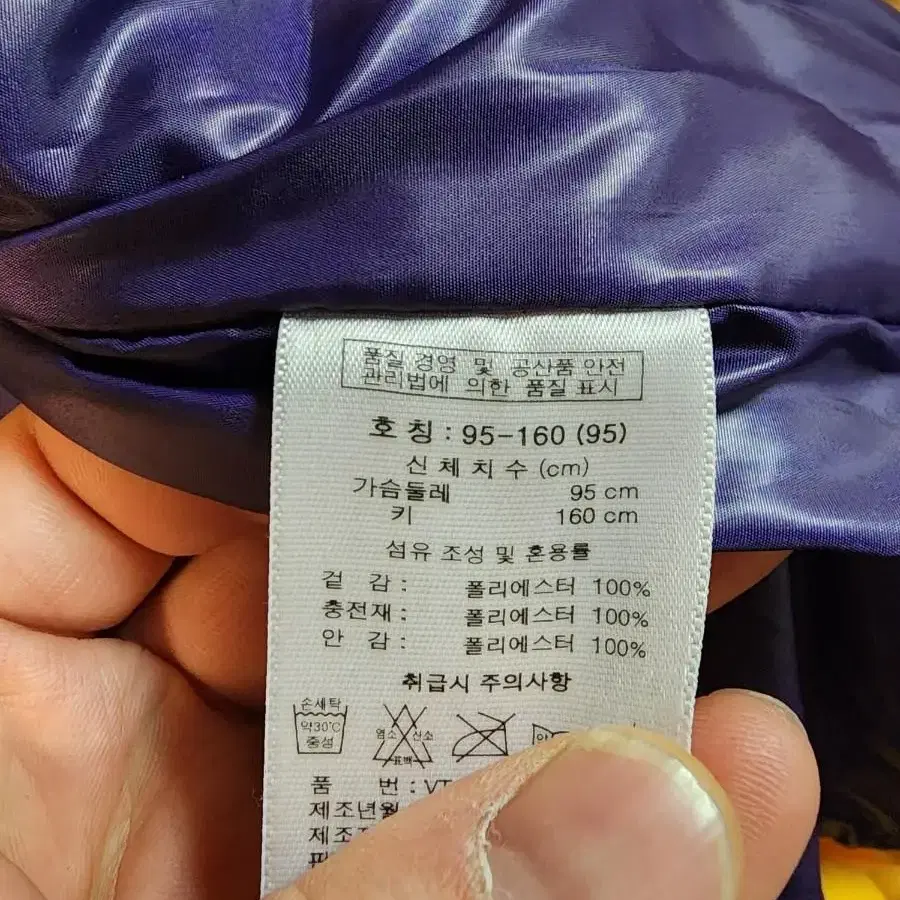 품질 경영 및 공산품 안전
관리법에 의한 품질 표시
호 칭 : 95-160 (95)
신 체 치 수 (cm)
가슴둘레 95 cm
키 160 cm
섬유 조성 및 혼용률
겉 감 : 폴리에스터 100%
충전재 : 폴리에스터 100%
안 감 : 폴리에스터 100%
취급시 주의사항
손세탁
약30℃
중성
염소 산소
표백
품 번 : VT
제조년월
제조